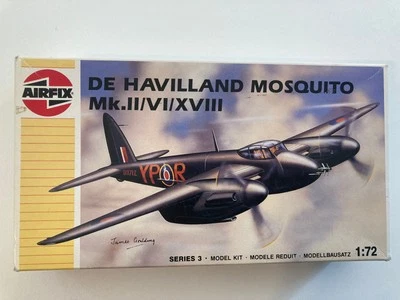 AIRFIX
DE HAVILLAND MOSQUITO
Mk.II/VI/XVIII
YP R
SERIES 3 • MODEL KIT • MODELE REDUIT • MODELLBAUSATZ 1:72